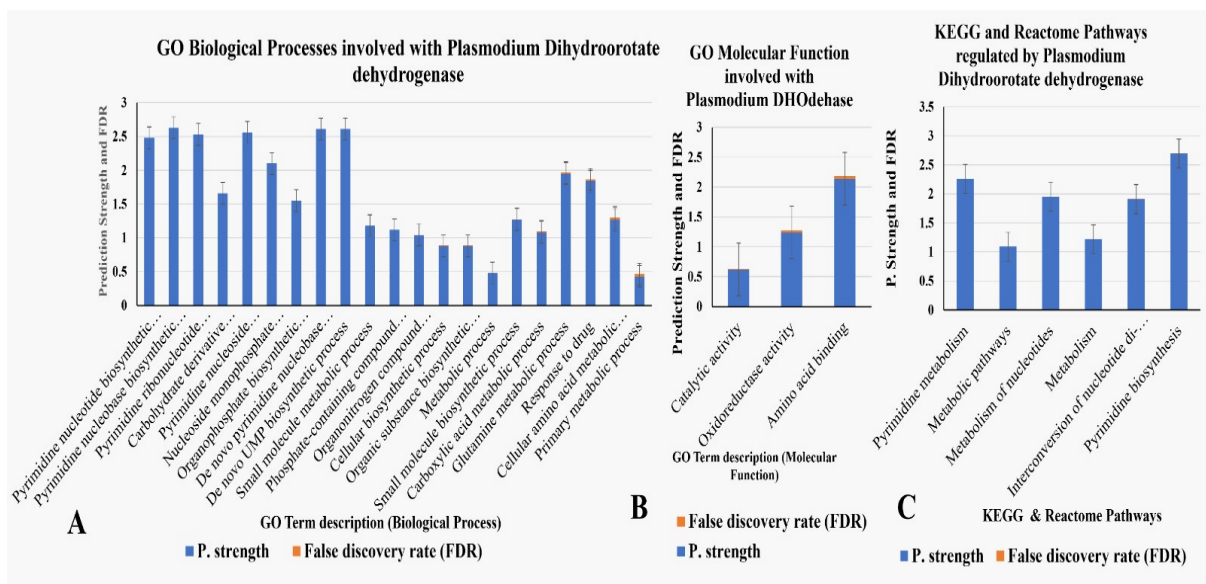 GO Biological Processes involved with Plasmodium Dihydroorotate
dehydrogenase
Prediction Strength and FDR
3
2.5
2
1.5
1
0.5
0
Pyrimidine nucleotide biosynthetic…
Pyrimidine nucleobase biosynthetic…
Pyrimidine ribonucleotide…
Carbohydrate derivative…
Pyrimidine nucleoside…
Nucleoside monophosphate…
Organophosphate biosynthetic…
De novo pyrimidine nucleobase…
De novo UMP biosynthetic process
Small molecule metabolic process
Phosphate-containing compound…
Organonitrogen compound…
Cellular biosynthetic process
Organic substance biosynthetic…
Metabolic process
Small molecule biosynthetic process
Carboxylic acid metabolic process
Glutamine metabolic process
Response to drug
Cellular amino acid metabolic…
Primary metabolic process
A
GO Term description (Biological Process)
P. strength
False discovery rate (FDR)
GO Molecular Function
involved with
Plasmodium DHOdehase
Prediction Strength and FDR
3
2.5
2
1.5
1
0.5
0
Catalytic activity
Oxidoreductase activity
Amino acid binding
GO Term description (Molecular
Function)
B
False discovery rate (FDR)
P. strength
KEGG and Reactome Pathways
regulated by Plasmodium
Dihydroorotate dehydrogenase
P. Strength and FDR
3.5
3
2.5
2
1.5
1
0.5
0
Pyrimidine metabolism
Metabolic pathways
Metabolism of nucleotides
Metabolism
Interconversion of nucleotide di-…
Pyrimidine biosynthesis
C
KEGG & Reactome Pathways
P. strength
False discovery rate (FDR)